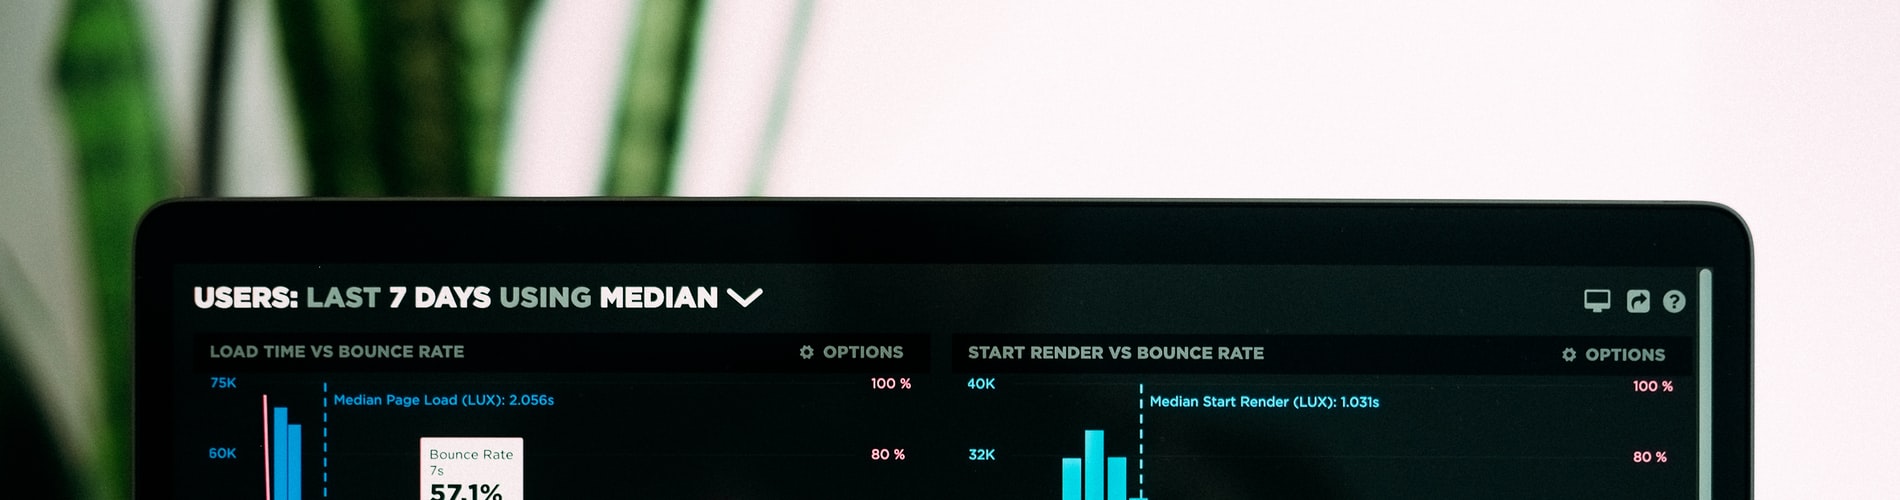 USERS: LAST 7 DAYS USING MEDIAN
LOAD TIME VS BOUNCE RATE
OPTIONS
75K
100 %
Median Page Load (LUX): 2.056s
60K
80 %
Bounce Rate
7s
57.1%
START RENDER VS BOUNCE RATE
OPTIONS
40K
100 %
Median Start Render (LUX): 1.031s
32K
80 %